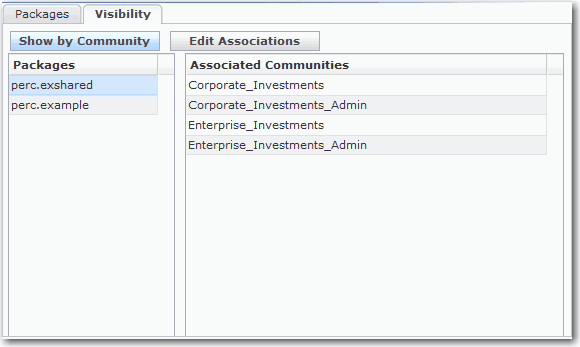 Packages Visibility
Show by Community Edit Associations
Packages Associated Communities
perc.exshared Corporate_Investments
perc.example Corporate_Investments_Admin
Enterprise_Investments
Enterprise_Investments_Admin